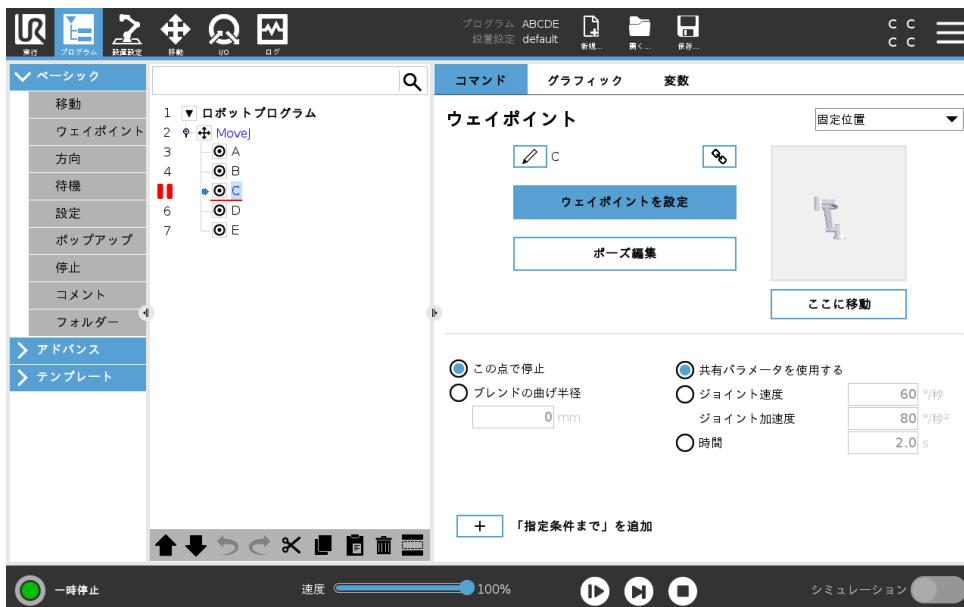 プログラム ABCDE
設置設定 default
実行
プログラム
設置設定
移動
I/O
ログ
新規...
開く...
保存...
C C
C C
ベーシック
移動
ウェイポイント
方向
待機
設定
ポップアップ
停止
コメント
フォルダー
アドバンス
テンプレート
1 ロボットプログラム
2 MoveJ
3 A
4 B
C
6 D
7 E
コマンド グラフィック 変数
ウェイポイント
固定位置
C
ウェイポイントを設定
ポーズ編集
ここに移動
この点で停止
ブレンドの曲げ半径
0 mm
共有パラメータを使用する
ジョイント速度 60 °/秒
ジョイント加速度 80 °/秒²
時間 2.0 s
+ 「指定条件まで」を追加
一時停止
速度 100%
シミュレーション